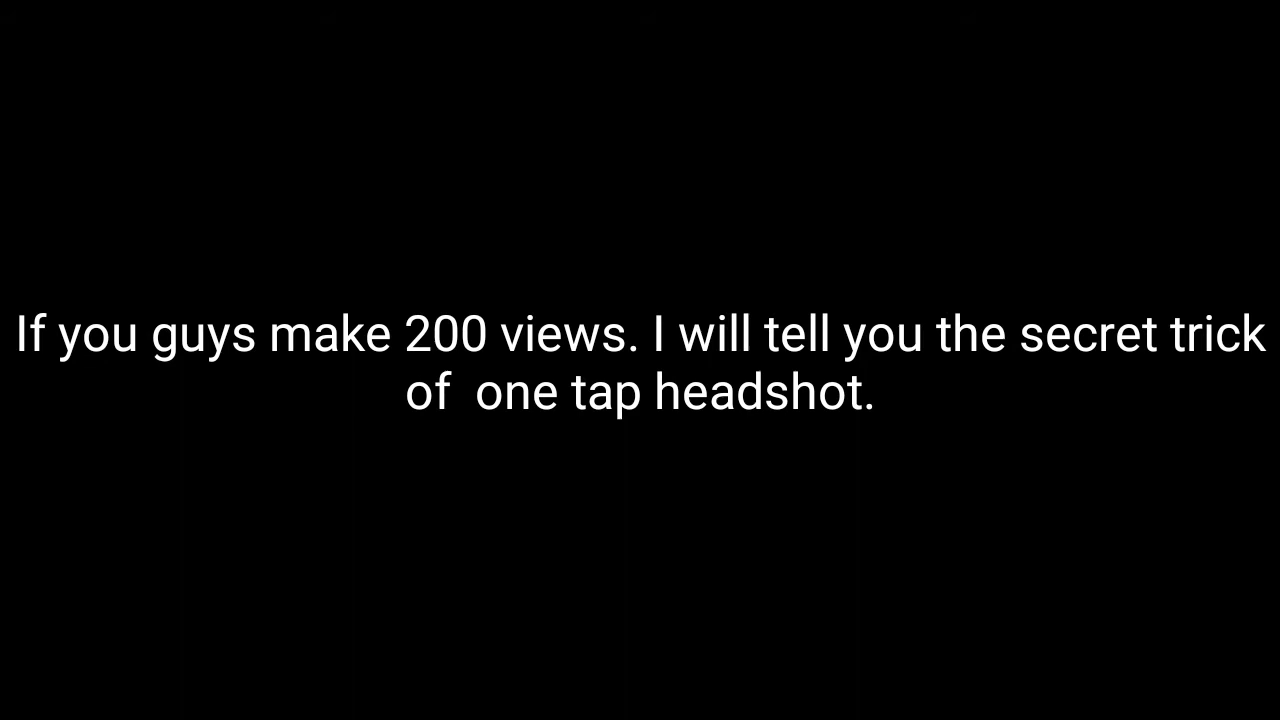 If you guys make 200 views. I will tell you the secret trick
of  one tap headshot.